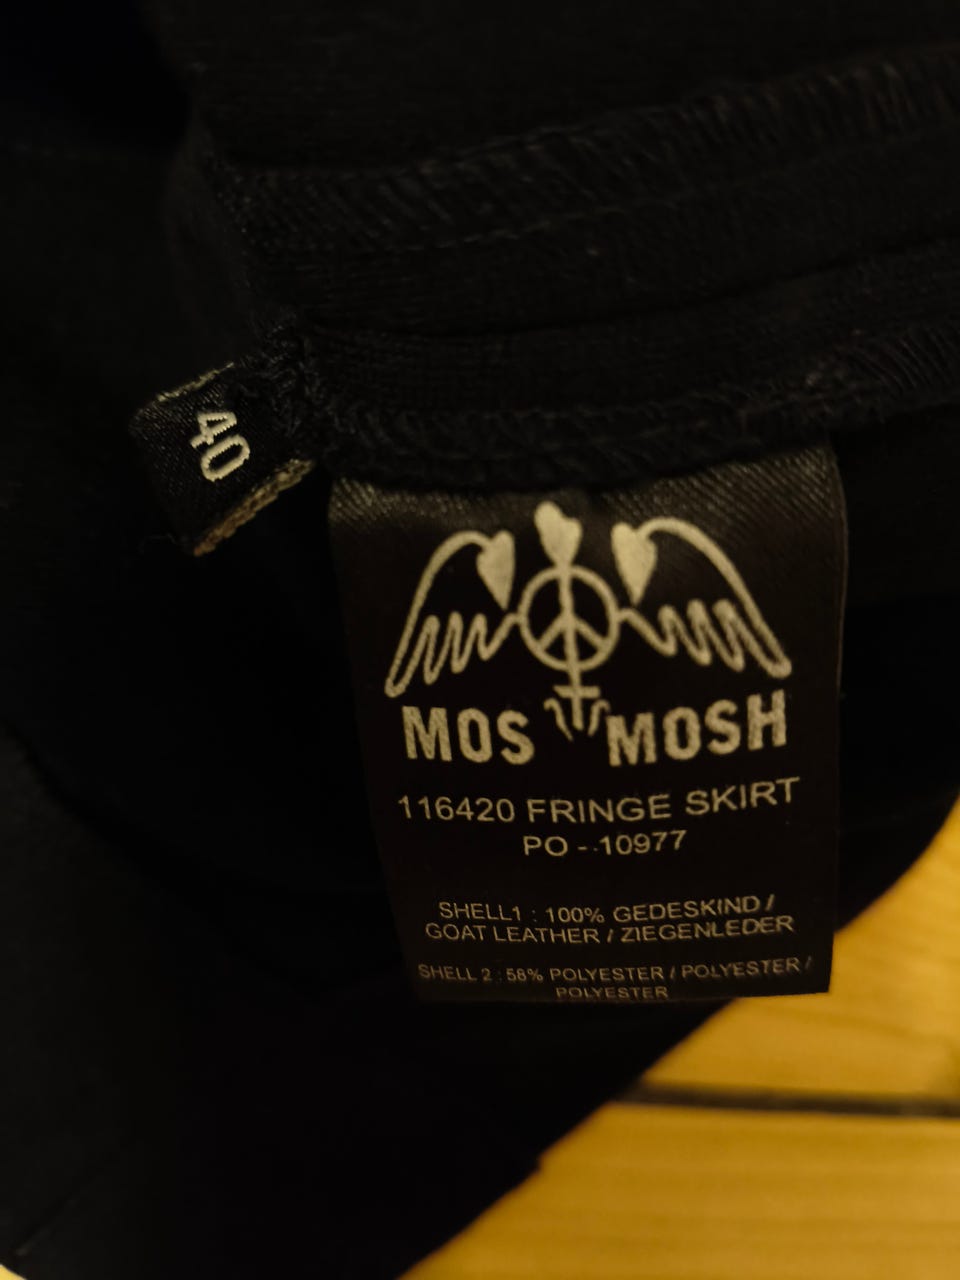 40
MOS MOSH
116420 FRINGE SKIRT
PO - 10977
SHELL1 : 100% GEDESKIND /
GOAT LEATHER / ZIEGENLEDER
SHELL 2 : 58% POLYESTER / POLYESTER /
POLYESTER